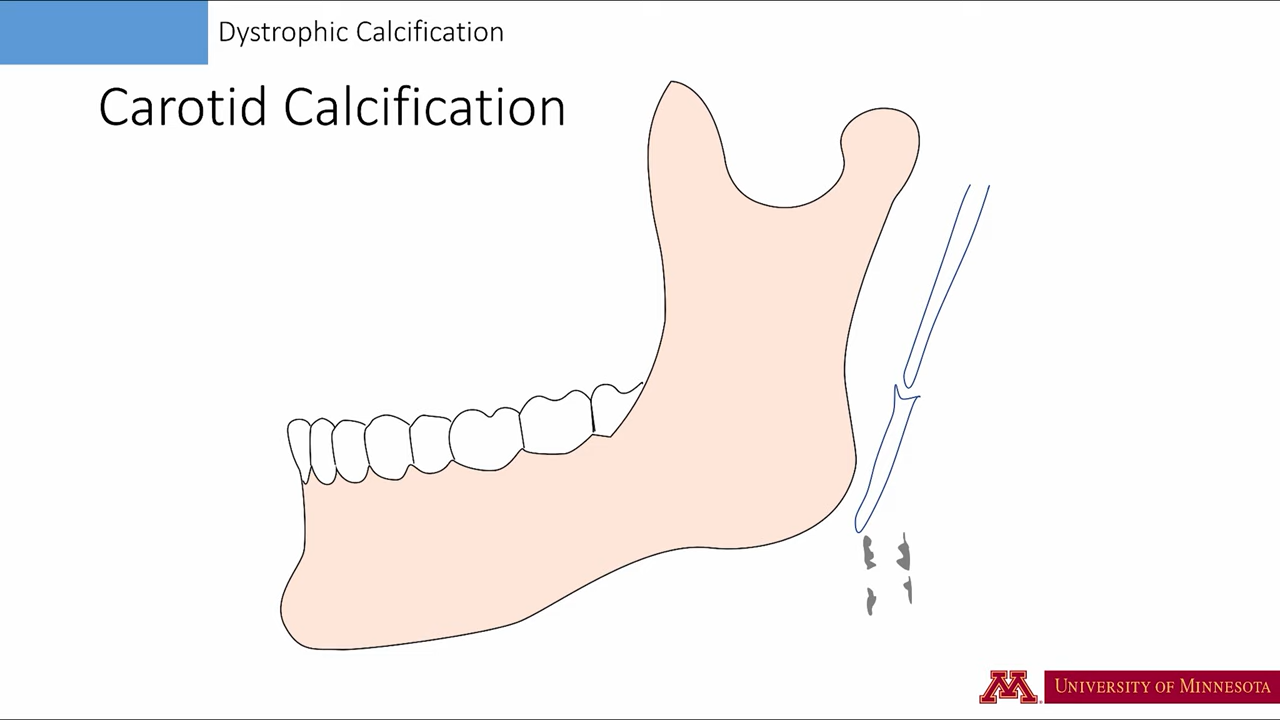 Dystrophic Calcification
Carotid Calcification
M
UNIVERSITY OF MINNESOTA